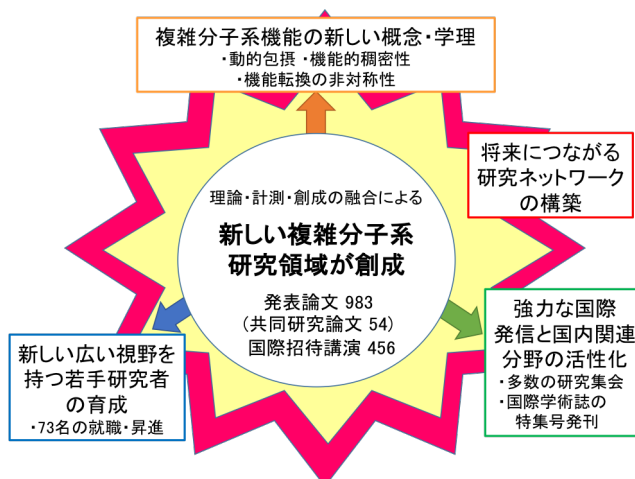 複雑分子系機能の新しい概念・学理
・動的包摂 ・機能的稠密性
・機能転換の非対称性
将来につながる
研究ネットワーク
の構築
理論・計測・創成の融合による
新しい複雑分子系
研究領域が創成
発表論文 983
(共同研究論文 54)
国際招待講演 456
強力な国際
発信と国内関連
分野の活性化
・多数の研究集会
・国際学術誌の
特集号発刊
新しい広い視野を
持つ若手研究者
の育成
・73名の就職・昇進